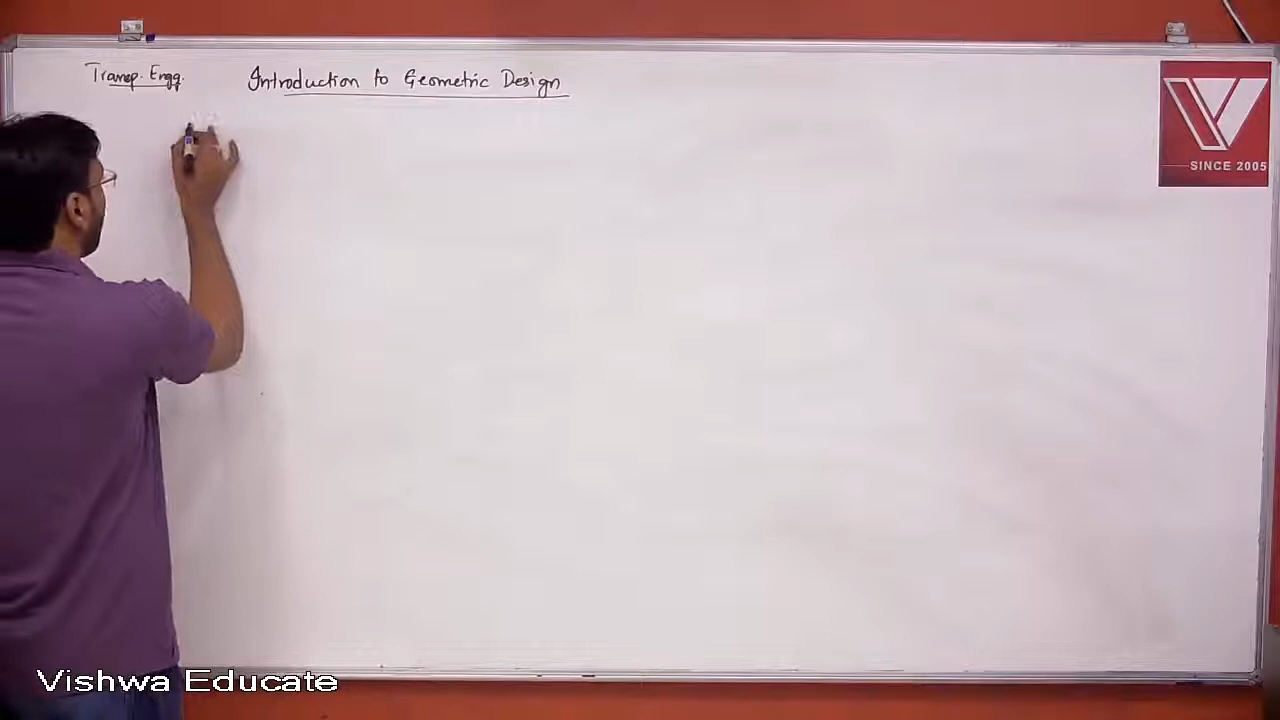 Transp. Engg. Introduction to Geometric Design
SINCE 2005
Vishwa Educate